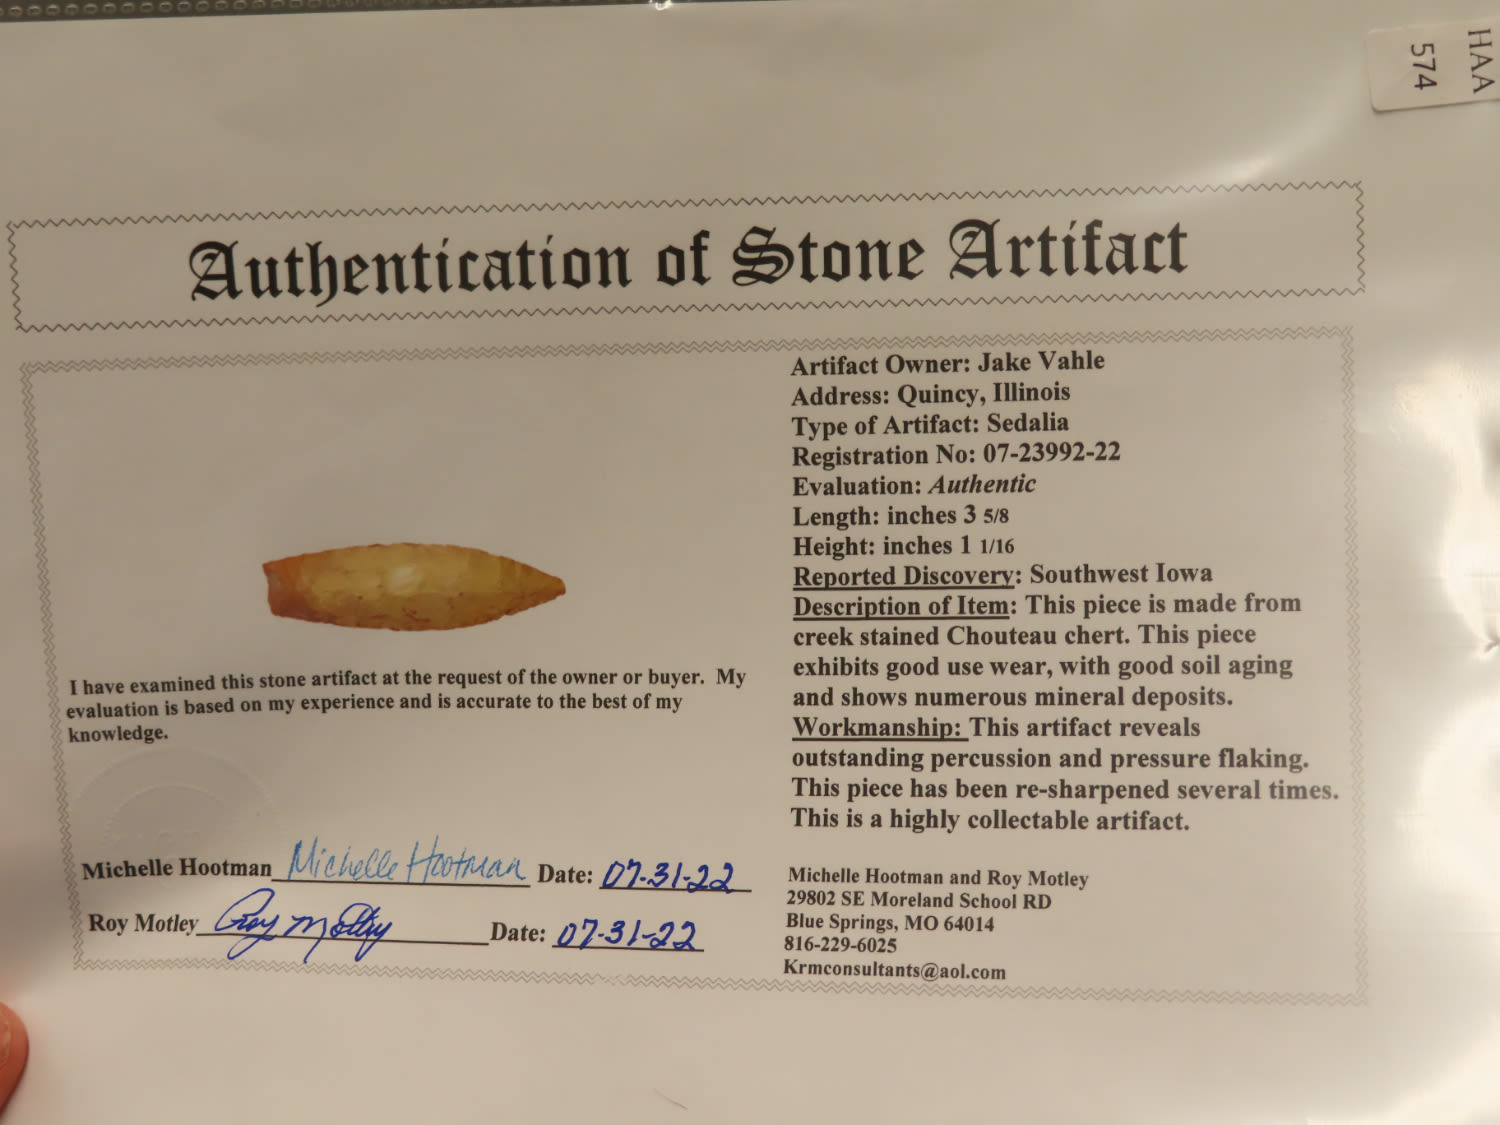 HAA
574
Authentication of Stone Artifact
Artifact Owner: Jake Vahle
Address: Quincy, Illinois
Type of Artifact: Sedalia
Registration No: 07-23992-22
Evaluation: Authentic
Length: inches 3 5/8
Height: inches 1 1/16
Reported Discovery: Southwest Iowa
Description of Item: This piece is made from
creek stained Chouteau chert. This piece
exhibits good use wear, with good soil aging
and shows numerous mineral deposits.
Workmanship: This artifact reveals
outstanding percussion and pressure flaking.
This piece has been re-sharpened several times.
This is a highly collectable artifact.
I have examined this stone artifact at the request of the owner or buyer. My
evaluation is based on my experience and is accurate to the best of my
knowledge.
Michelle Hootman Michelle Hootman Date: 07-31-22
Roy Motley Roy Motley Date: 07-31-22
Michelle Hootman and Roy Motley
29802 SE Moreland School RD
Blue Springs, MO 64014
816-229-6025
Krmconsultants@aol.com